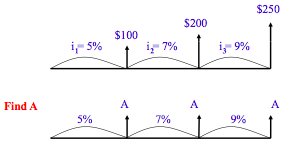 $250
$200
$100
i1= 5% i2= 7% i3= 9%
Find A
A A A
5% 7% 9%